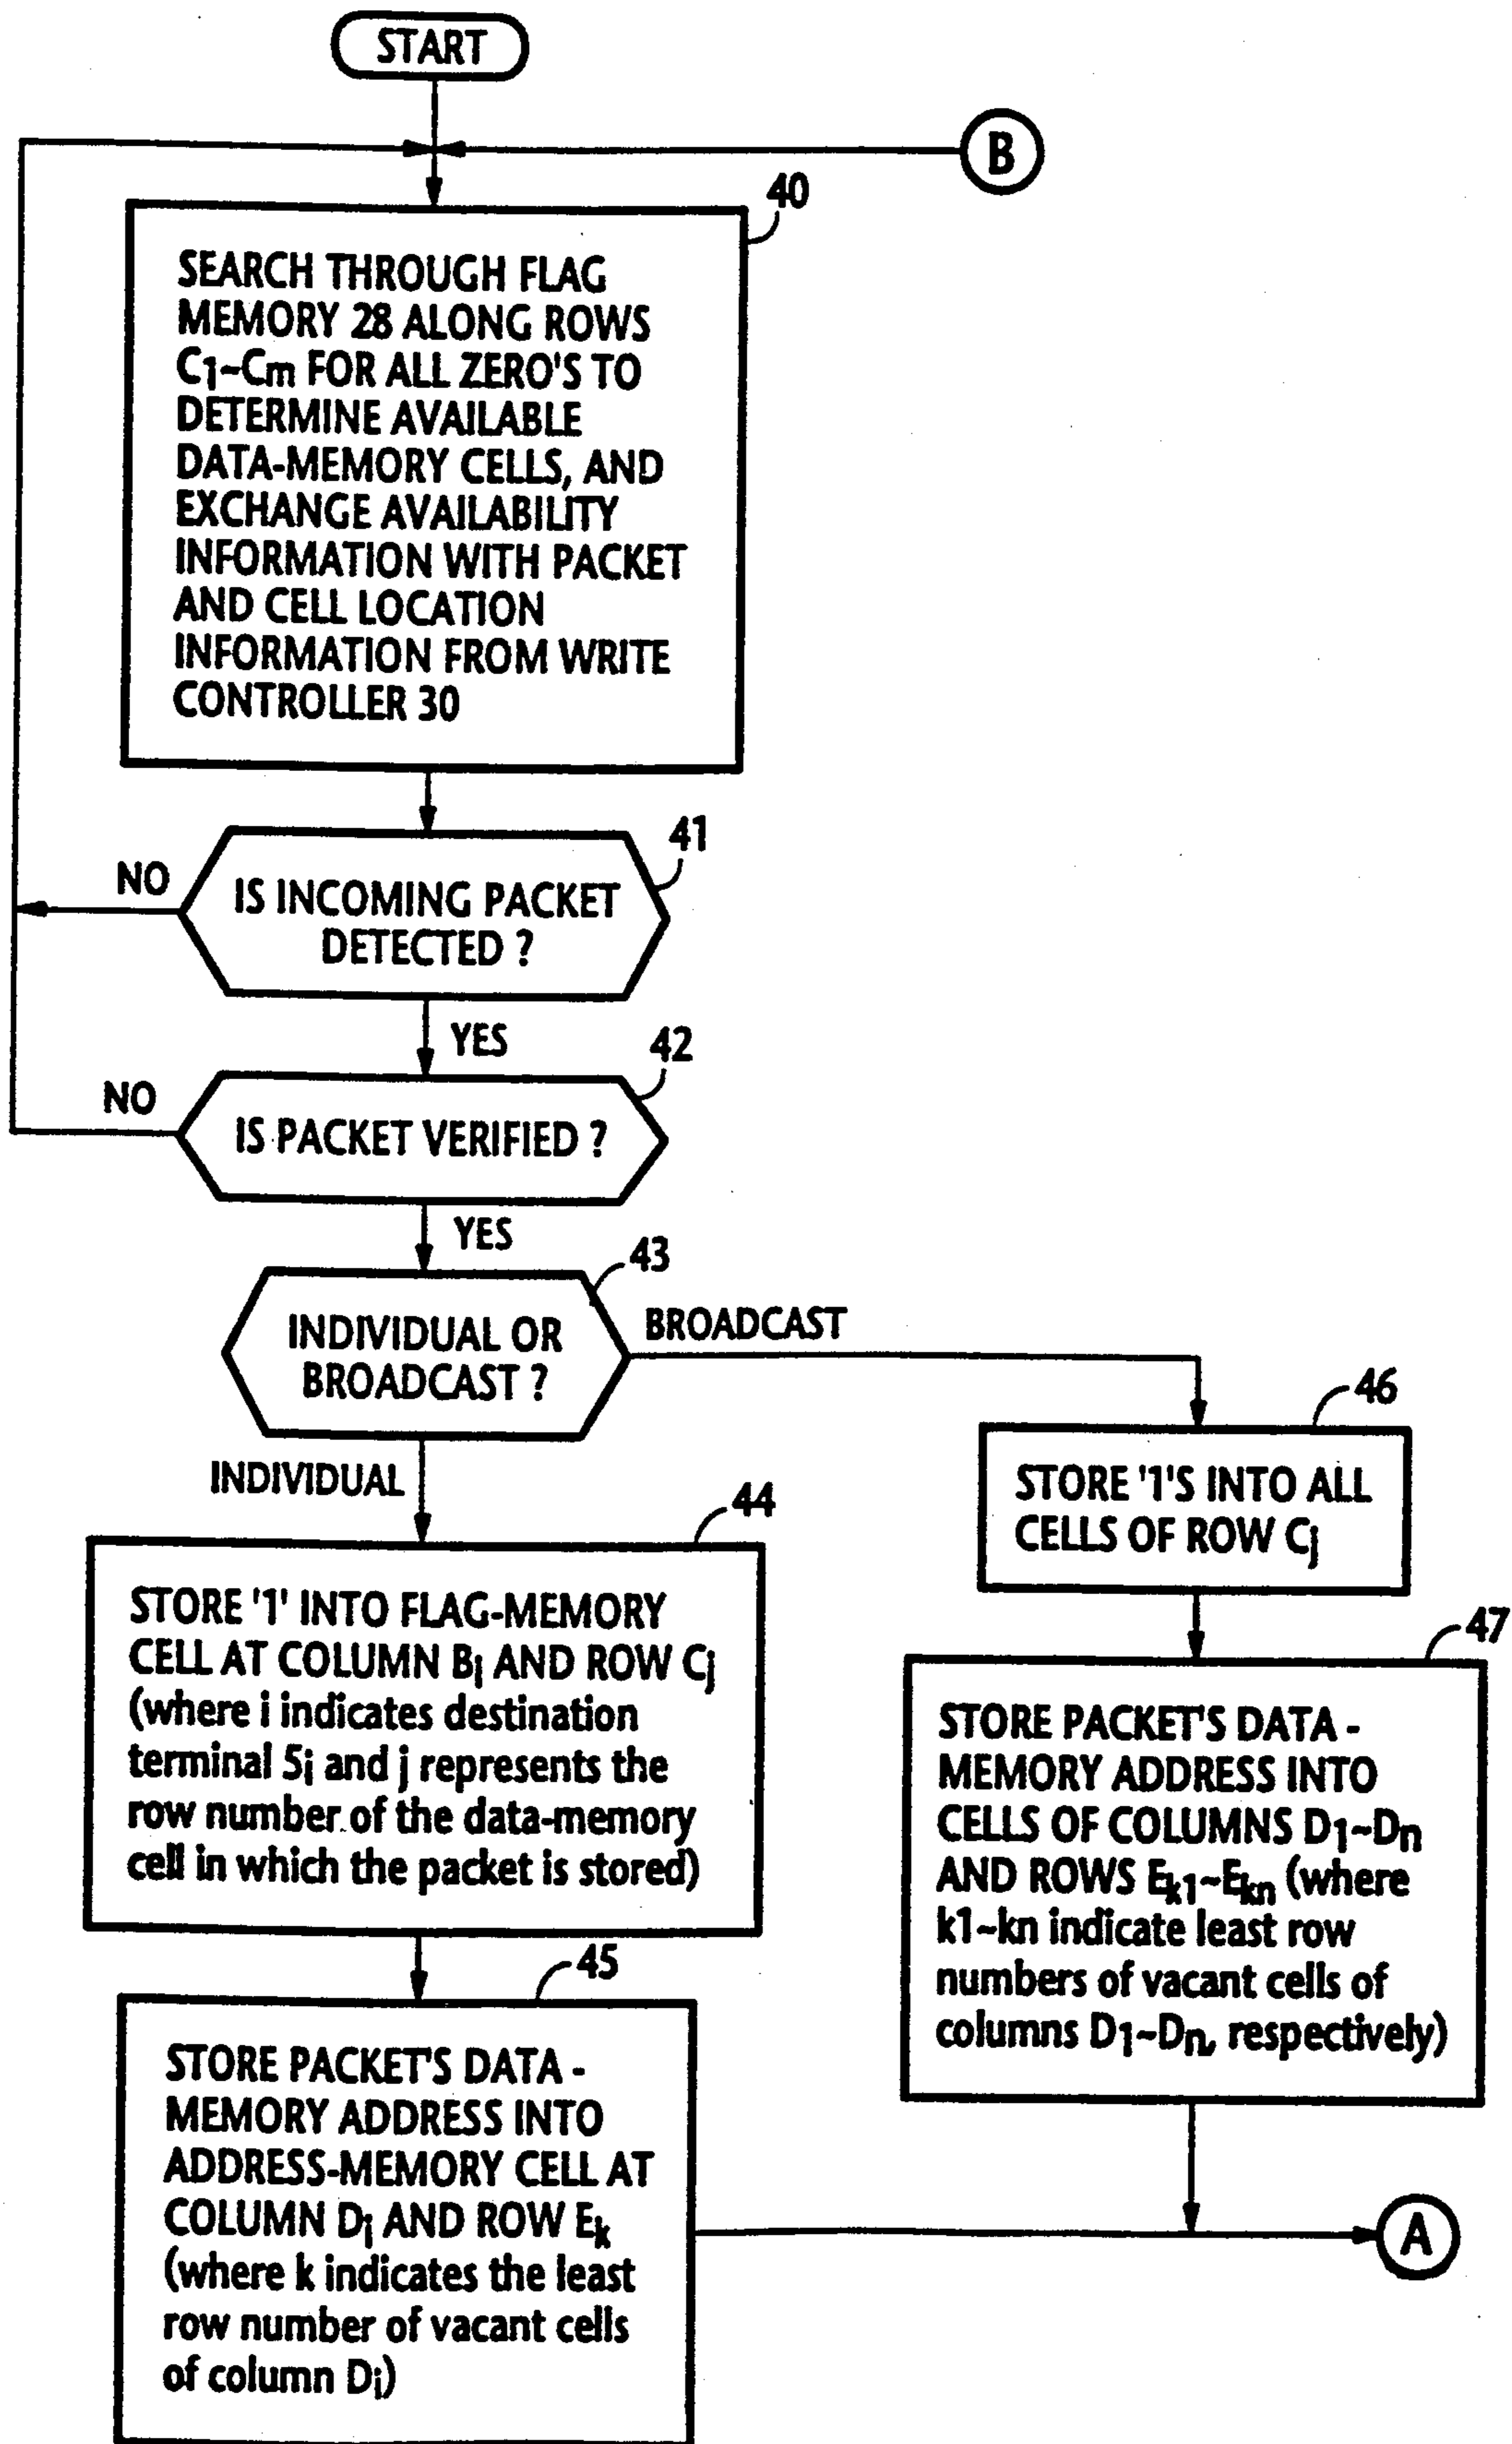 START
B
40
SEARCH THROUGH FLAG
MEMORY 28 ALONG ROWS
C1~Cm FOR ALL ZERO'S TO
DETERMINE AVAILABLE
DATA-MEMORY CELLS, AND
EXCHANGE AVAILABILITY
INFORMATION WITH PACKET
AND CELL LOCATION
INFORMATION FROM WRITE
CONTROLLER 30
41
NO
IS INCOMING PACKET
DETECTED ?
YES
42
NO
IS PACKET VERIFIED ?
YES
43
INDIVIDUAL OR
BROADCAST ?
BROADCAST
INDIVIDUAL
46
STORE '1'S INTO ALL
CELLS OF ROW Cj
44
STORE '1' INTO FLAG-MEMORY
CELL AT COLUMN Bi AND ROW Cj
(where i indicates destination
terminal 5i and j represents the
row number of the data-memory
cell in which the packet is stored)
47
STORE PACKET'S DATA -
MEMORY ADDRESS INTO
CELLS OF COLUMNS D1~Dn
AND ROWS Ek1~Ekn (where
k1~kn indicate least row
numbers of vacant cells of
columns D1~Dn, respectively)
45
STORE PACKET'S DATA -
MEMORY ADDRESS INTO
ADDRESS-MEMORY CELL AT
COLUMN Di AND ROW Ek
(where k indicates the least
row number of vacant cells
of column Di)
A